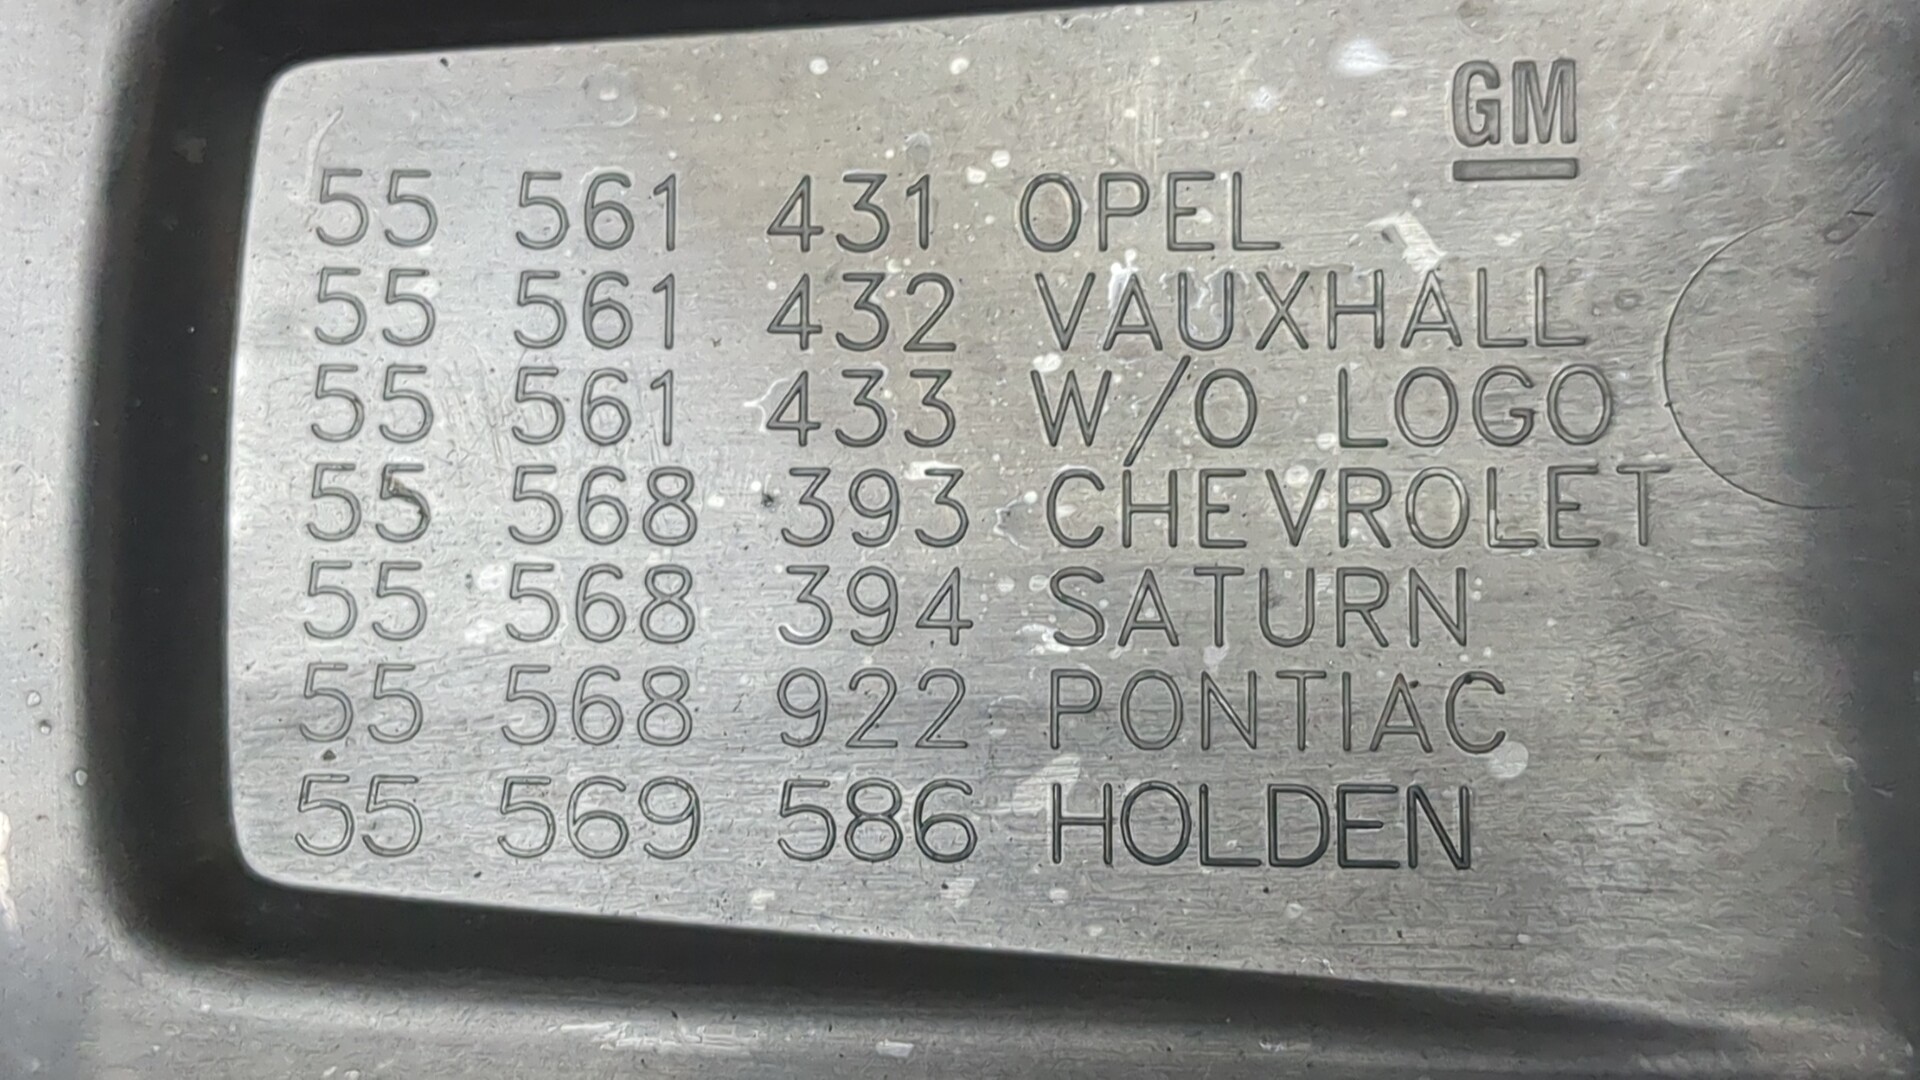 GM
55 561 431 OPEL
55 561 432 VAUXHALL
55 561 433 W/O LOGO
55 568 393 CHEVROLET
55 568 394 SATURN
55 568 922 PONTIAC
55 569 586 HOLDEN